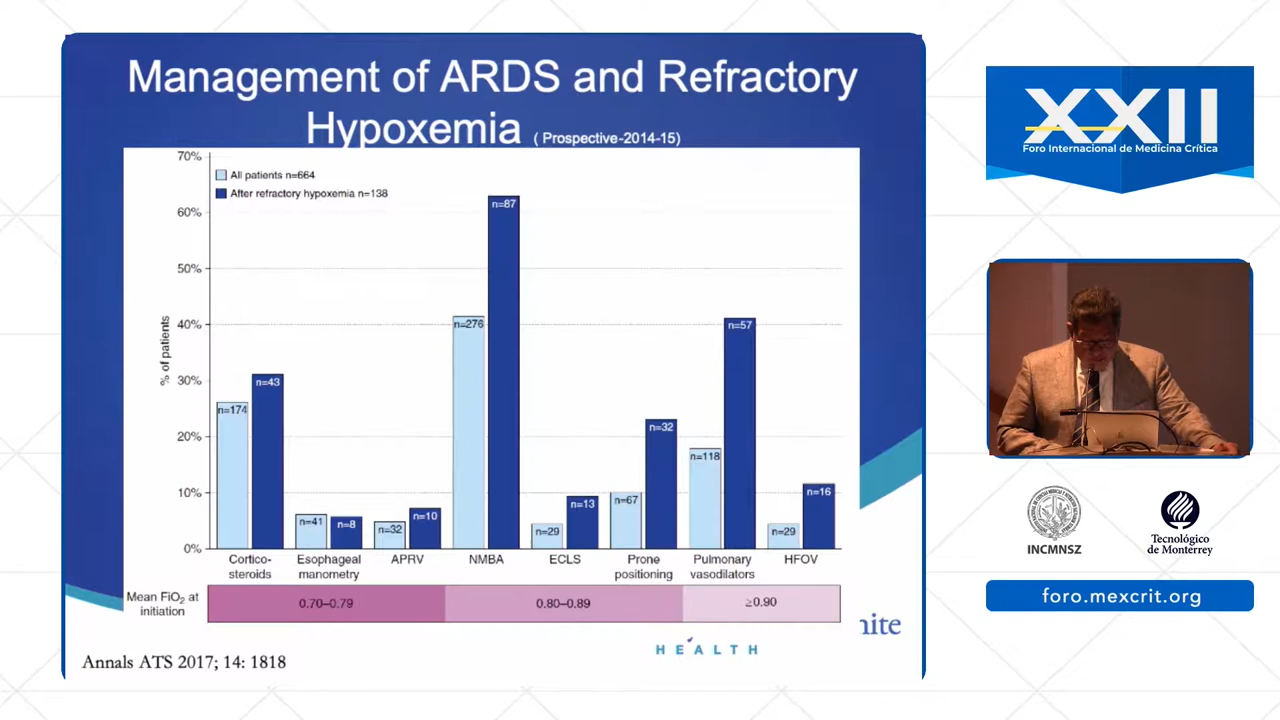 Management of ARDS and Refractory
Hypoxemia ( Prospective-2014-15)
70%
60%
50%
40%
30%
20%
10%
0%
% of patients
All patients n=664
After refractory hypoxemia n=138
n=174
n=43
n=41
n=8
n=32
n=10
n=276
n=87
n=29
n=13
n=67
n=32
n=118
n=57
n=29
n=16
Cortico-
steroids
Esophageal
manometry
APRV
NMBA
ECLS
Prone
positioning
Pulmonary
vasodilators
HFOV
Mean FiO2 at
initiation
0.70–0.79
0.80–0.89
≥0.90
HEALTH
Annals ATS 2017; 14: 1818
XXII
Foro Internacional de Medicina Crítica
INCMNSZ
Tecnológico
de Monterrey
foro.mexcrit.org